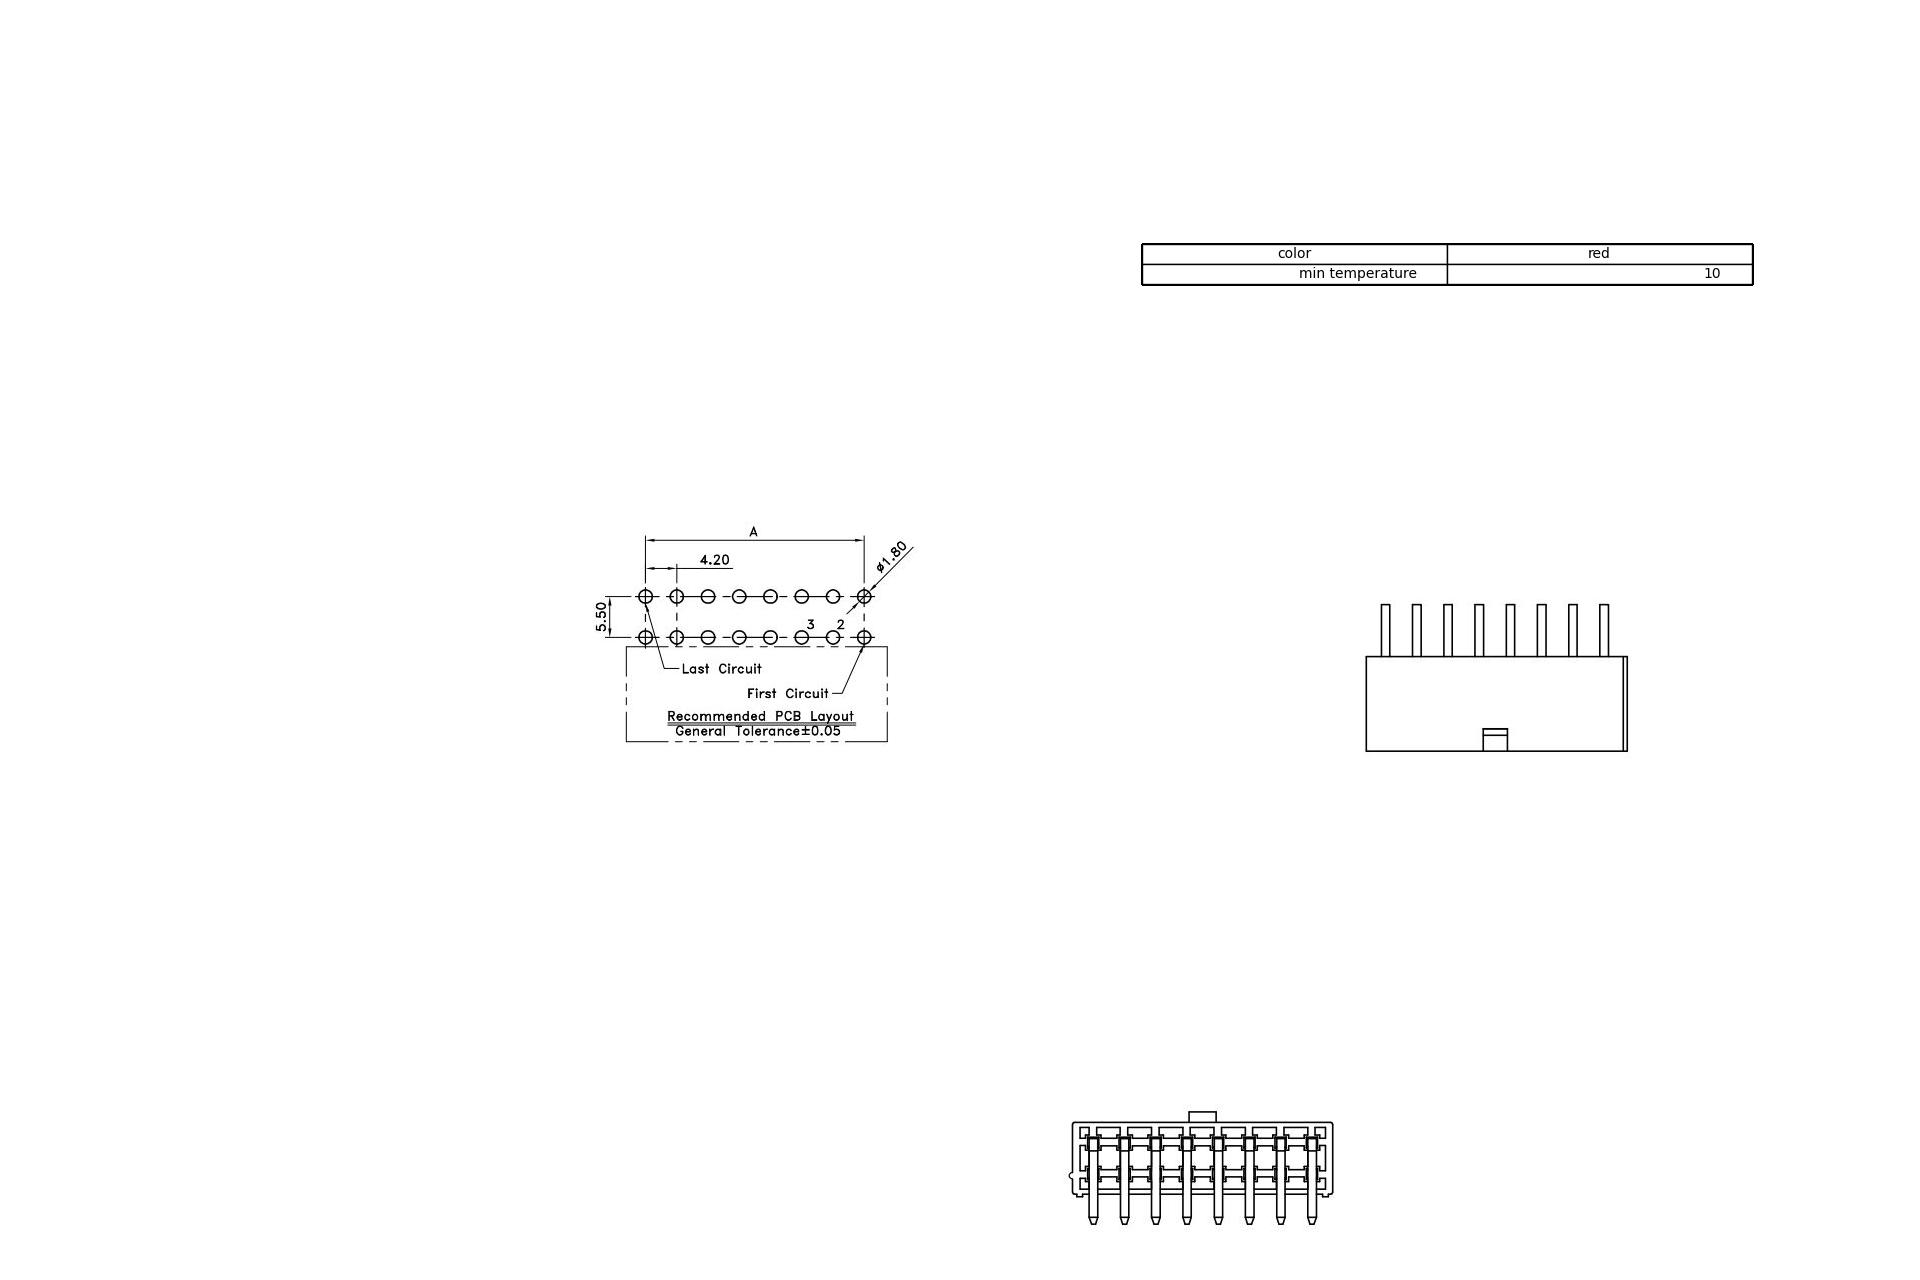 color red
min temperature 10
A
4.20
ø1.80
5.50
3 2
Last Circuit
First Circuit
Recommended PCB Layout
General Tolerance±0.05